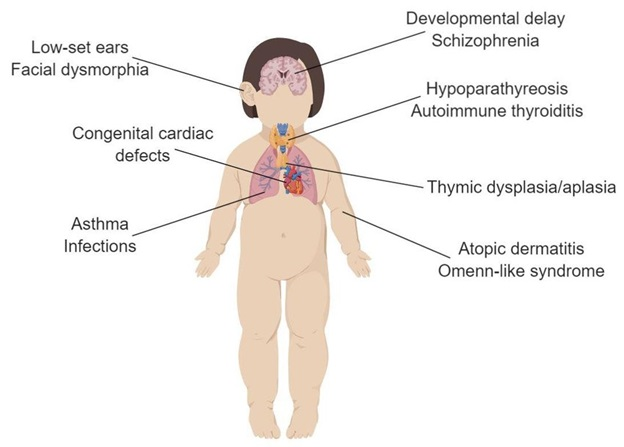 Developmental delay
Schizophrenia
Low-set ears
Facial dysmorphia
Hypoparathyreosis
Autoimmune thyroiditis
Congenital cardiac
defects
Thymic dysplasia/aplasia
Asthma
Infections
Atopic dermatitis
Omenn-like syndrome